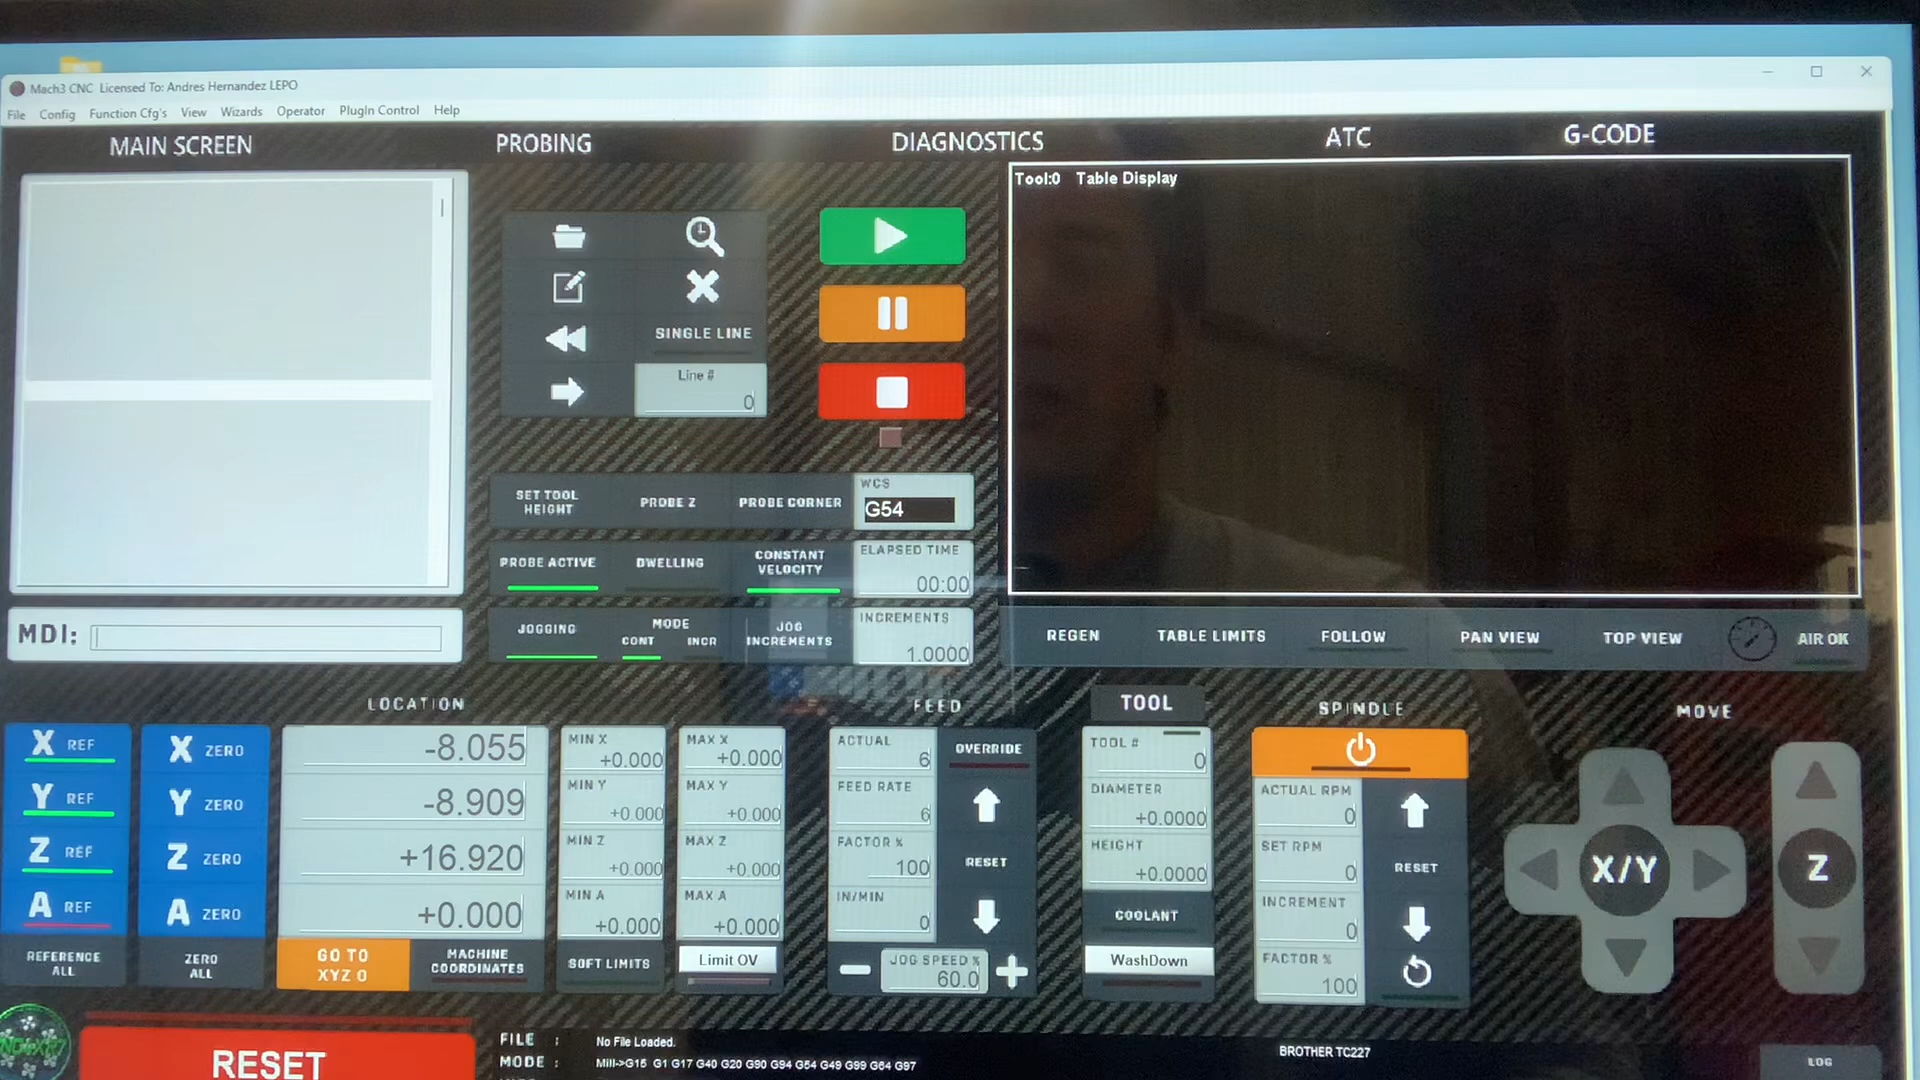 Mach3 CNC Licensed To: Andres Hernandez LEPO
File Config Function Cfg's View Wizards Operator PlugIn Control Help
MAIN SCREEN PROBING DIAGNOSTICS ATC G-CODE
Tool:0 Table Display
SINGLE LINE
Line #
0
SET TOOL HEIGHT PROBE Z PROBE CORNER
WCS
G54
PROBE ACTIVE DWELLING CONSTANT VELOCITY
ELAPSED TIME
00:00
MDI:
JOGGING
MODE
CONT INCR
JOG INCREMENTS
INCREMENTS
1.0000
REGEN TABLE LIMITS FOLLOW PAN VIEW TOP VIEW AIR OK
LOCATION
X REF
Y REF
Z REF
A REF
REFERENCE ALL
X ZERO
Y ZERO
Z ZERO
A ZERO
ZERO ALL
-8.055
-8.909
+16.920
+0.000
GO TO XYZ 0
MACHINE COORDINATES
MIN X
+0.000
MIN Y
+0.000
MIN Z
+0.000
MIN A
+0.000
SOFT LIMITS
MAX X
+0.000
MAX Y
+0.000
MAX Z
+0.000
MAX A
+0.000
Limit OV
FEED
ACTUAL
6
FEED RATE
6
FACTOR %
100
IN/MIN
0
OVERRIDE
RESET
JOG SPEED %
60.0
TOOL
TOOL #
0
DIAMETER
+0.0000
HEIGHT
+0.0000
COOLANT
WashDown
SPINDLE
ACTUAL RPM
0
SET RPM
0
INCREMENT
0
FACTOR %
100
RESET
MOVE
X/Y
Z
RESET
FILE : No File Loaded.
MODE : Mill->G15 G1 G17 G40 G20 G90 G94 G54 G49 G99 G64 G97
BROTHER TC227
LOG